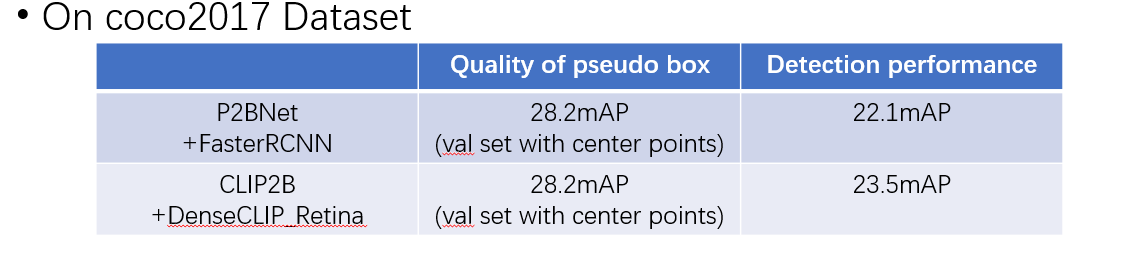 • On coco2017 Dataset
Quality of pseudo box
Detection performance
P2BNet
+FasterRCNN
28.2mAP
(val set with center points)
22.1mAP
CLIP2B
+DenseCLIP_Retina
28.2mAP
(val set with center points)
23.5mAP